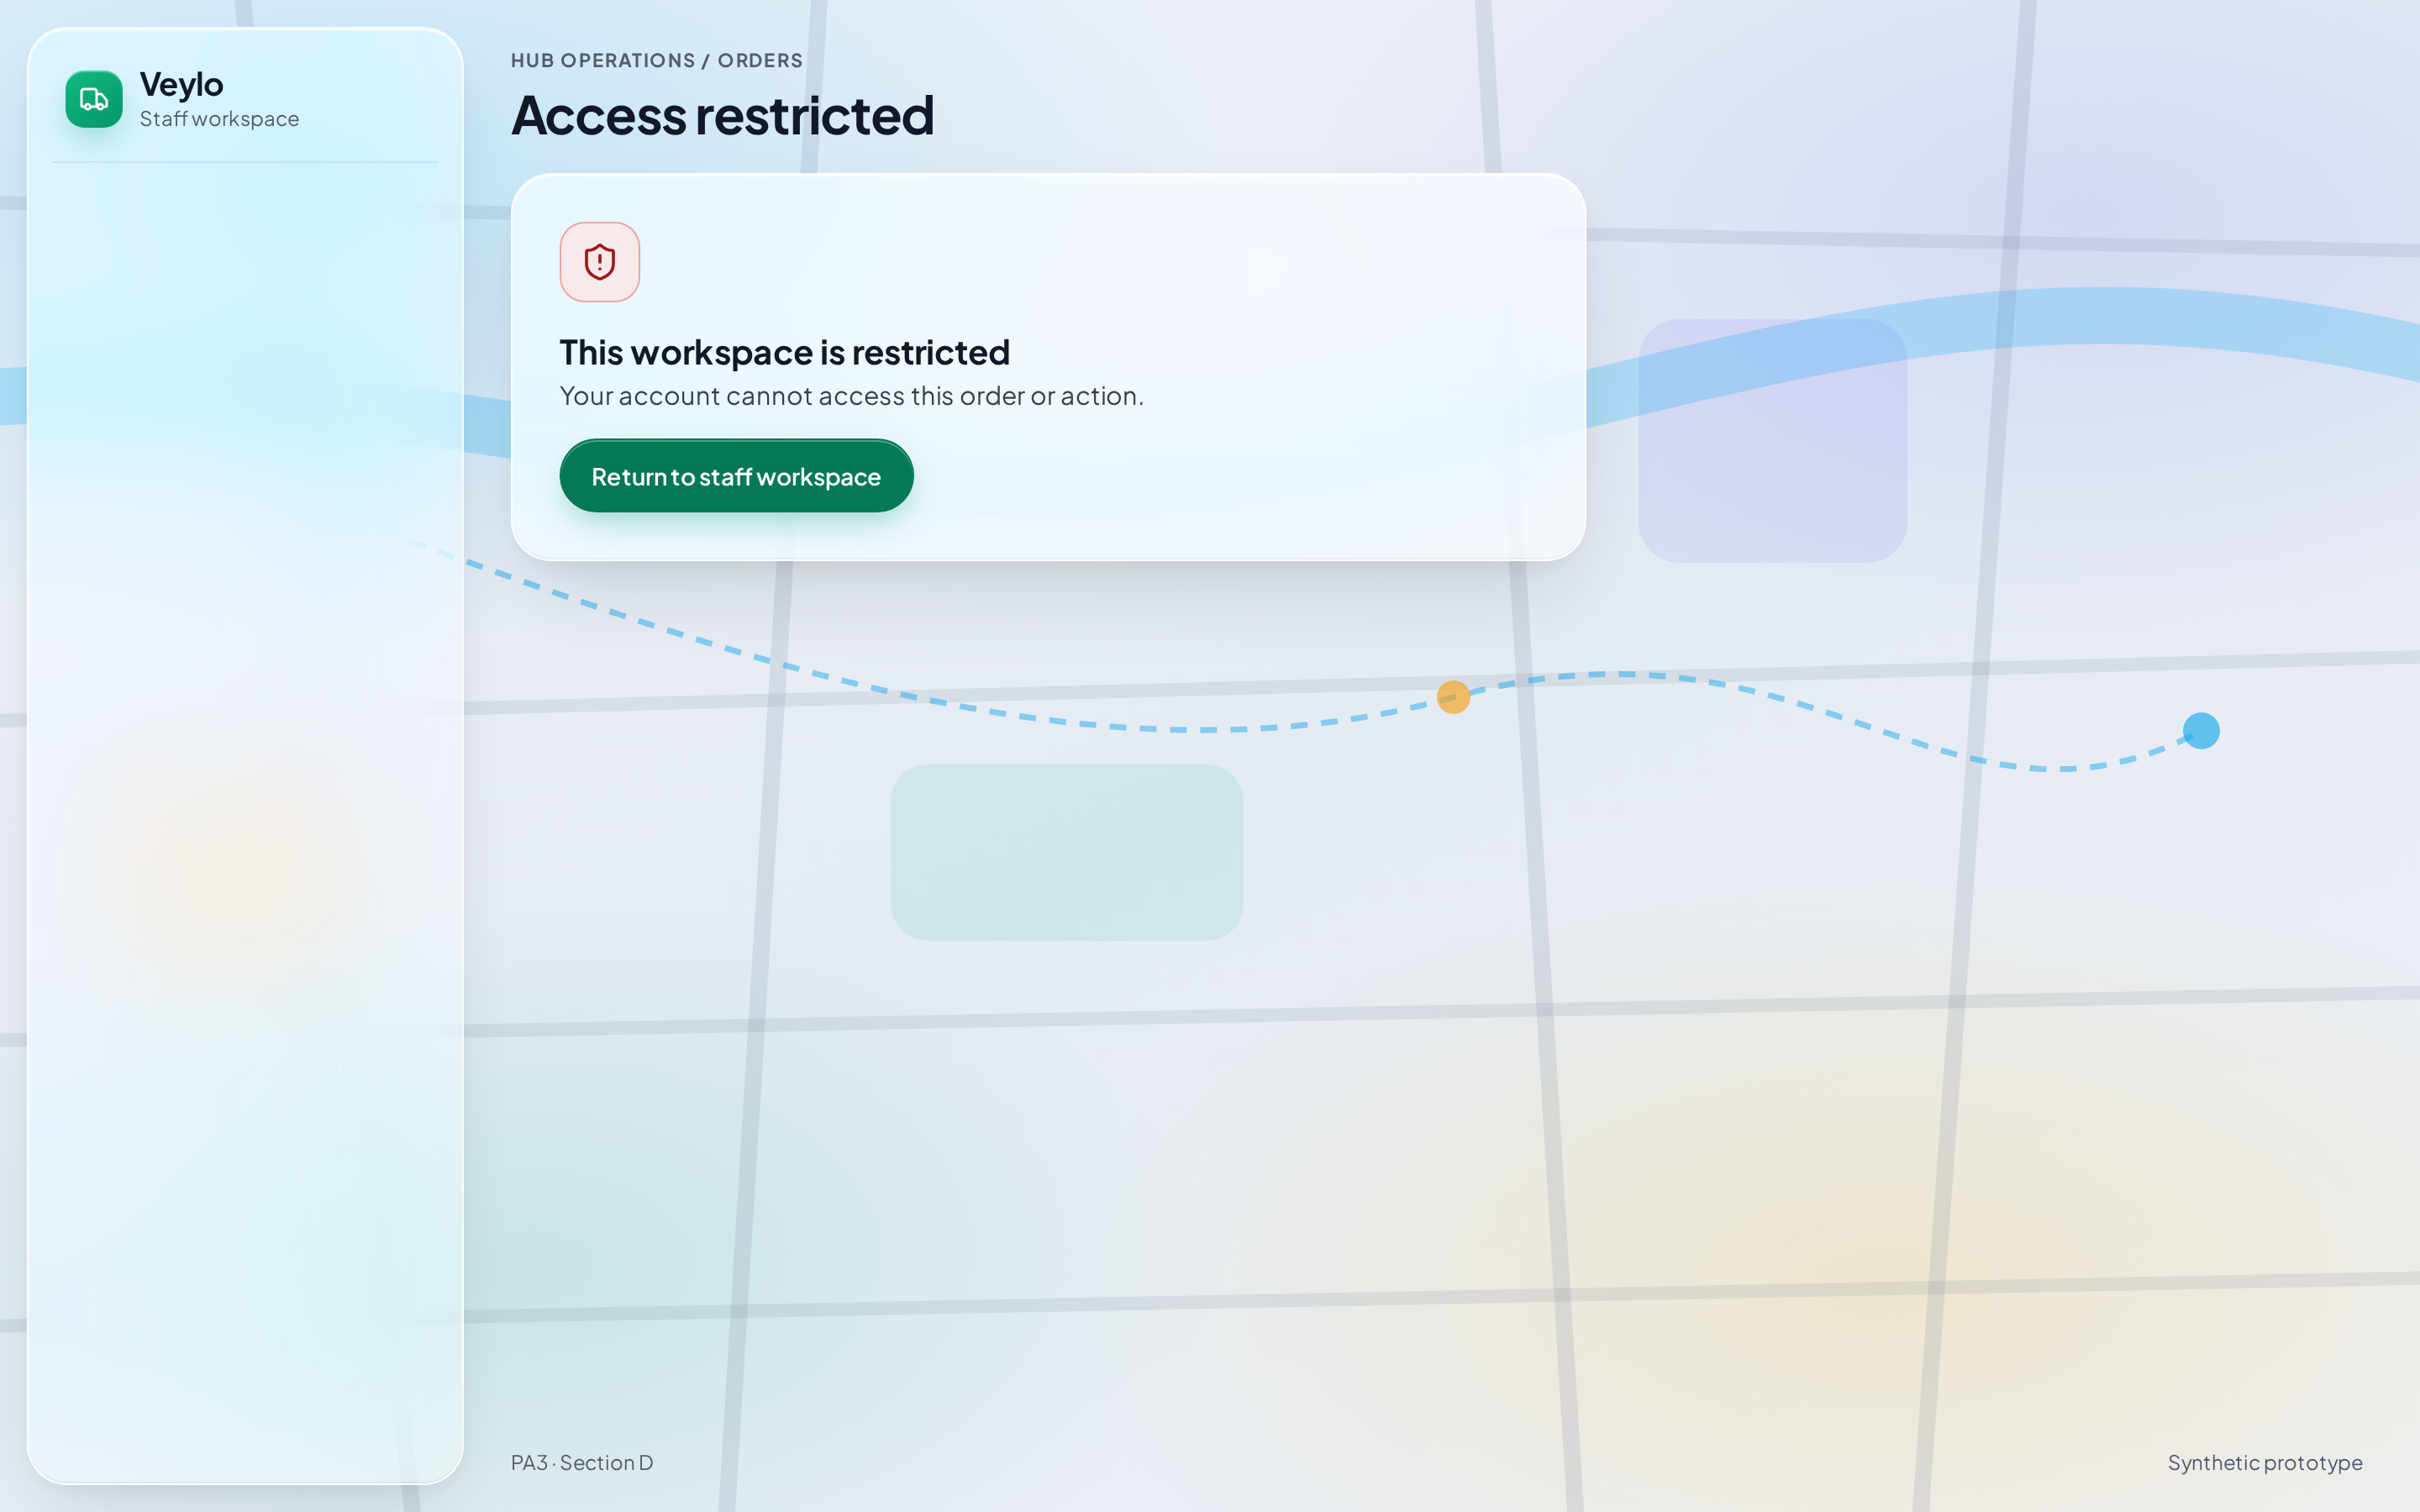 Veylo
Staff workspace
HUB OPERATIONS / ORDERS
Access restricted
This workspace is restricted
Your account cannot access this order or action.
Return to staff workspace
PA3 · Section D
Synthetic prototype